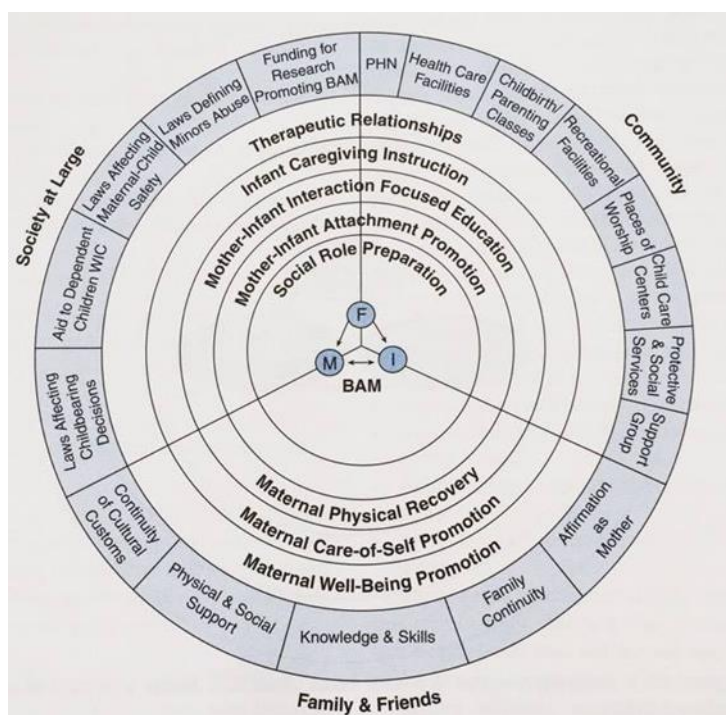 Society at Large
Community
Family & Friends
Funding for
Research
Promoting BAM
PHN
Health Care
Facilities
Childbirth/
Parenting
Classes
Recreational
Facilities
Places of
Worship
Child Care
Centers
Protective
& Social
Services
Support
Group
Affirmation
as
Mother
Family
Continuity
Knowledge & Skills
Physical & Social
Support
Continuity
of Cultural
Customs
Laws Affecting
Childbearing
Decisions
Aid to Dependent
Children WIC
Laws Affecting
Maternal-Child
Safety
Laws Defining
Minors Abuse
Therapeutic Relationships
Infant Caregiving Instruction
Mother-Infant Interaction Focused Education
Mother-Infant Attachment Promotion
Social Role Preparation
F
M
I
BAM
Maternal Physical Recovery
Maternal Care-of-Self Promotion
Maternal Well-Being Promotion